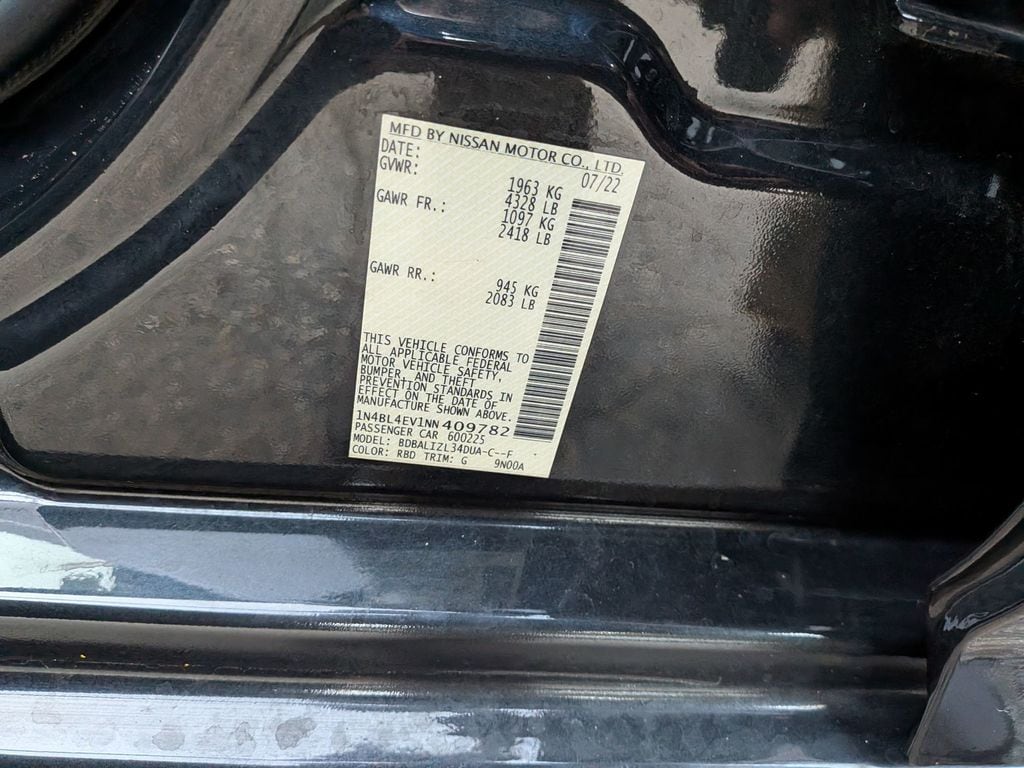 MFD BY NISSAN MOTOR CO., LTD.
DATE: 07/22
GVWR: 1963 KG
4328 LB
GAWR FR.: 1097 KG
2418 LB
GAWR RR.: 945 KG
2083 LB
THIS VEHICLE CONFORMS TO
ALL APPLICABLE FEDERAL
MOTOR VEHICLE SAFETY,
BUMPER, AND THEFT
PREVENTION STANDARDS IN
EFFECT ON THE DATE OF
MANUFACTURE SHOWN ABOVE.
1N4BL4EV1NN409782
PASSENGER CAR 600225
MODEL: BDBALIZL34DUA-C--F
COLOR: RBD TRIM: G 9N00A